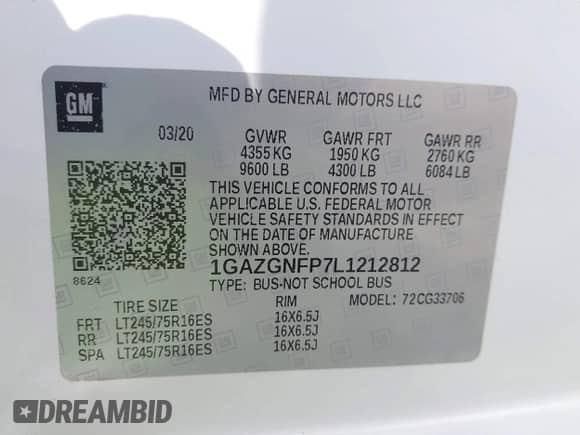 GM
MFD BY GENERAL MOTORS LLC
03/20 GVWR GAWR FRT GAWR RR
4355 KG 1950 KG 2760 KG
9600 LB 4300 LB 6084 LB
THIS VEHICLE CONFORMS TO ALL
APPLICABLE U.S. FEDERAL MOTOR
VEHICLE SAFETY STANDARDS IN EFFECT
ON THE DATE OF MANUFACTURE
SHOWN ABOVE.
8624 1GAZGNFP7L1212812
TYPE: BUS-NOT SCHOOL BUS
TIRE SIZE RIM MODEL: 72CG33706
FRT LT245/75R16ES 16X6.5J
RR LT245/75R16ES 16X6.5J
SPA LT245/75R16ES 16X6.5J
DREAMBID